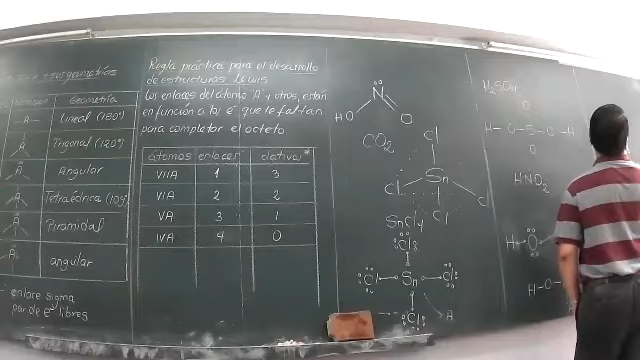 sus geometrías
Geometría
-A- Lineal (180°)
A Trigonal (120°)
A Angular
A Tetraédrica (109°)
A Piramidal
A angular
- enlace sigma
par de e⁻ libres
Regla práctica para el desarrollo
de estructuras Lewis
Los enlaces del átomo "A" y otros, están
en función a los e⁻ que le faltan
para completar el octeto
átomos enlaces dativos*
VIIA 1 3
VIA 2 2
VA 3 1
IVA 4 0
N
HO O
CO₂
Cl
Cl Sn Cl
Cl
SnCl₄
Cl
Cl Sn Cl
Cl A
H₂SO₄
O
H-O-S-O-H
O
HNO₂
H O
H-O-